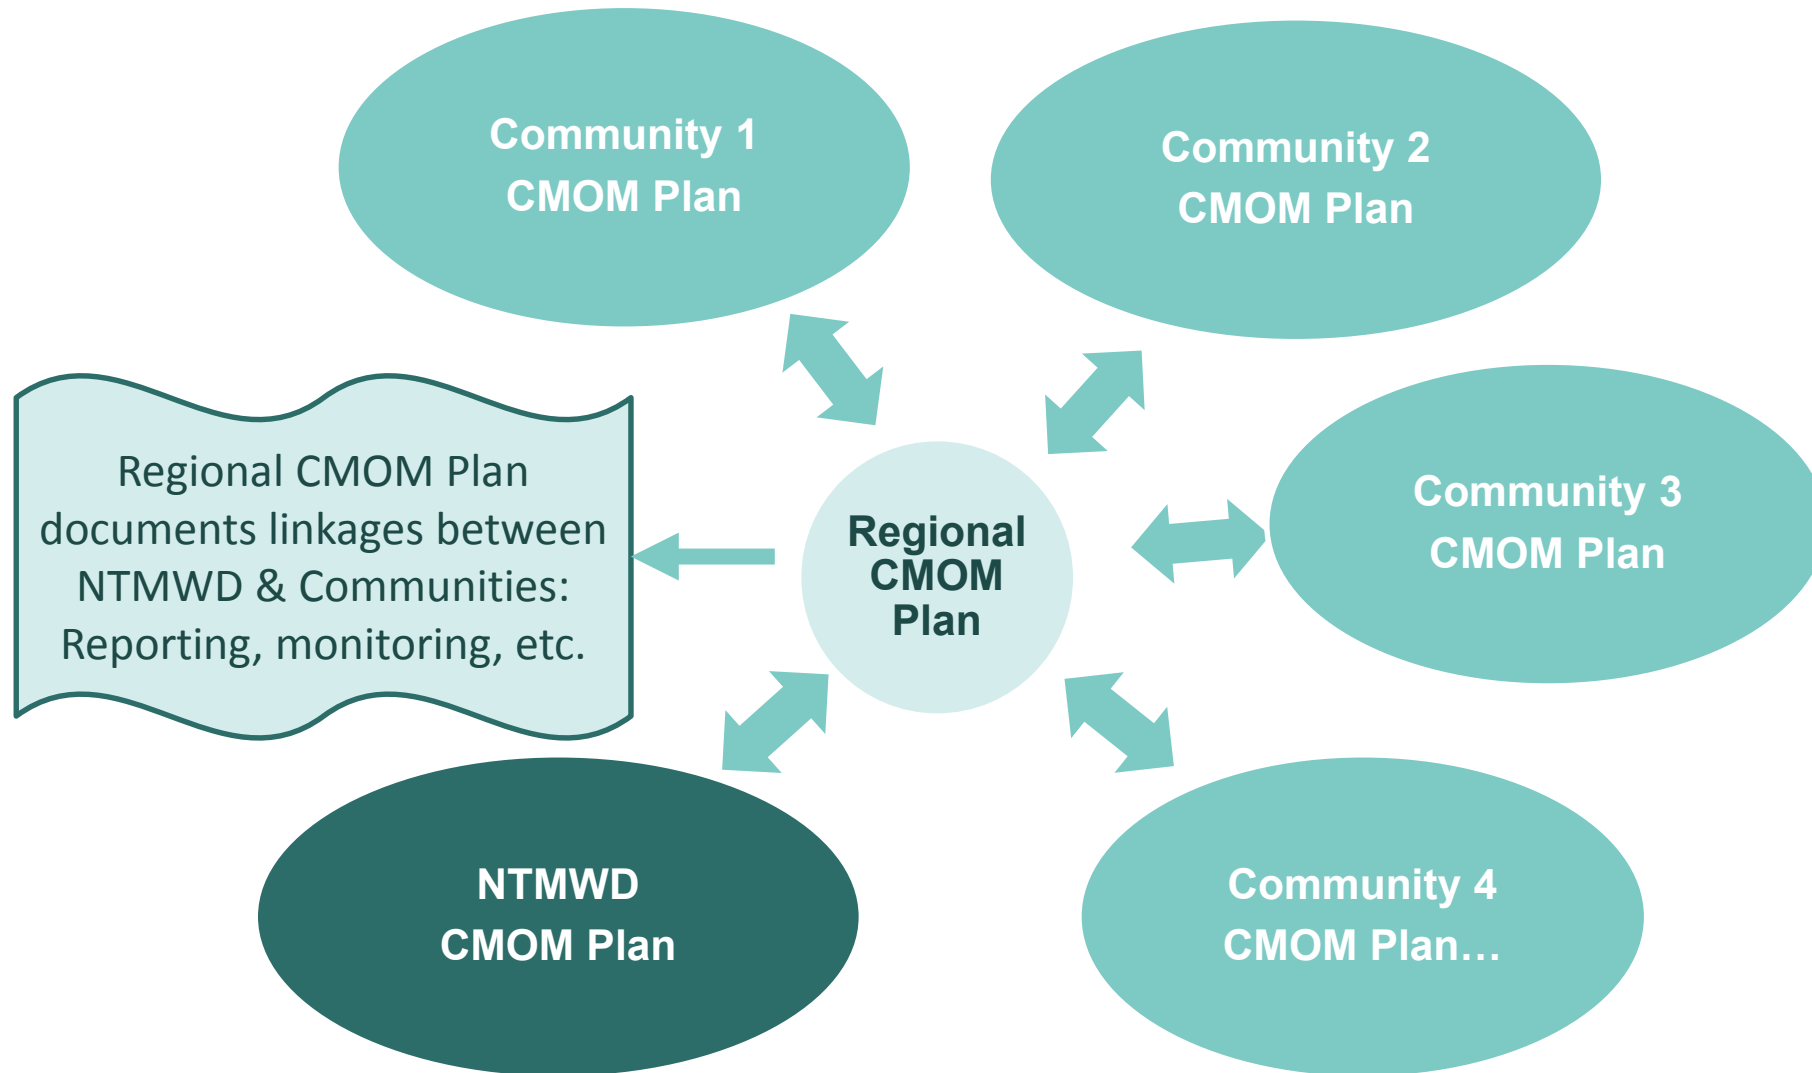 Community 1
CMOM Plan
Community 2
CMOM Plan
Regional CMOM Plan
documents linkages between
NTMWD & Communities:
Reporting, monitoring, etc.
Regional
CMOM
Plan
Community 3
CMOM Plan
NTMWD
CMOM Plan
Community 4
CMOM Plan…